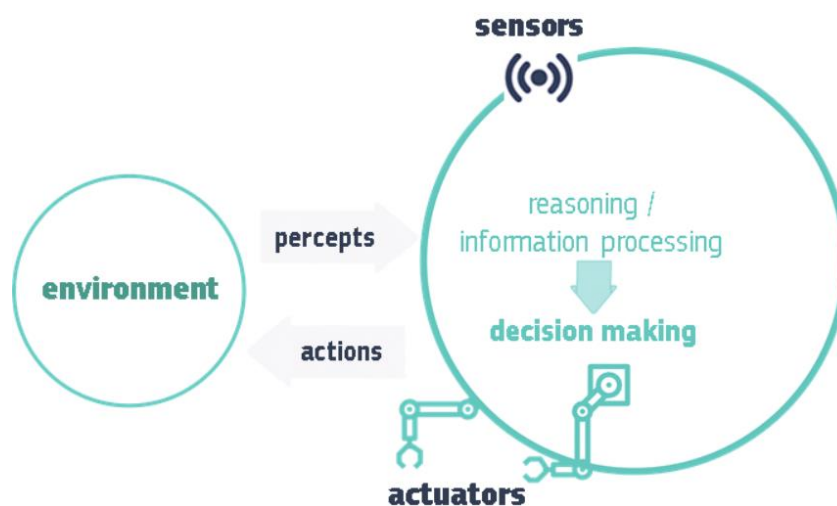 sensors
reasoning /
information processing
percepts
environment
decision making
actions
actuators